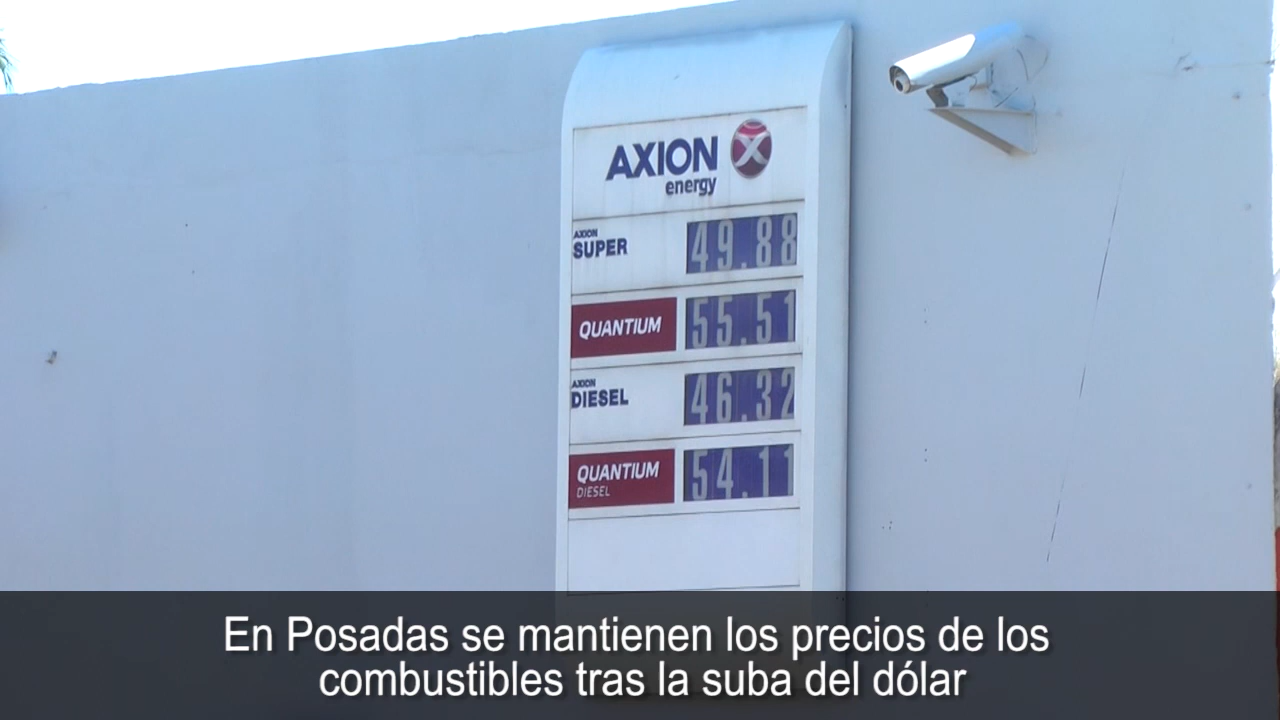 AXION
energy
AXION
SUPER 49.88
QUANTIUM 55.51
AXION
DIESEL 46.32
QUANTIUM
DIESEL 54.11
En Posadas se mantienen los precios de los
combustibles tras la suba del dólar